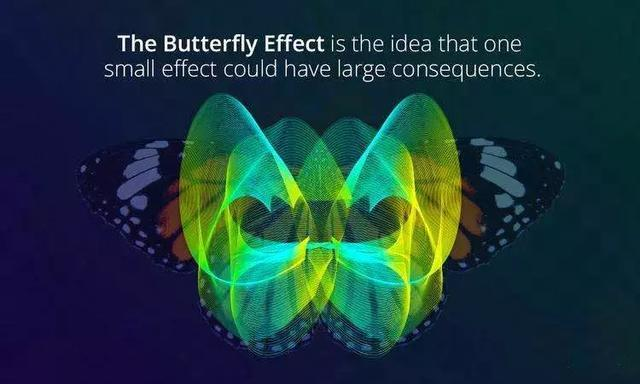 The Butterfly Effect is the idea that one
small effect could have large consequences.